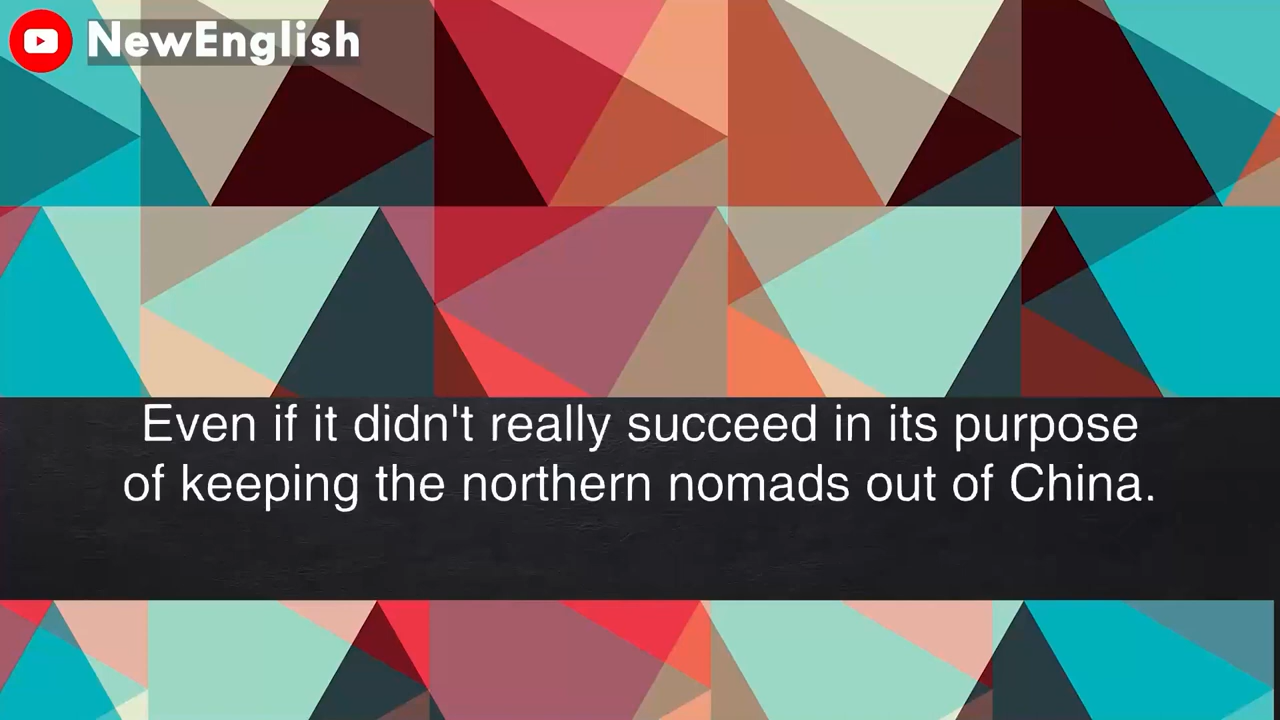 NewEnglish
Even if it didn't really succeed in its purpose
of keeping the northern nomads out of China.